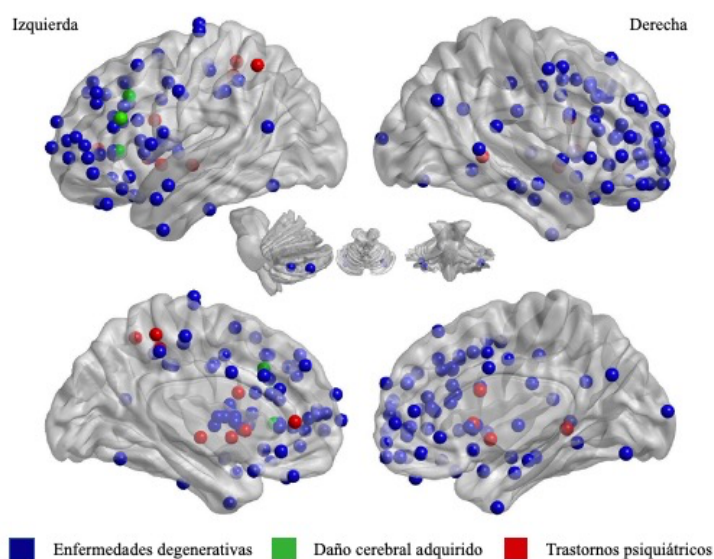 Izquierda
Derecha
Enfermedades degenerativas
Daño cerebral adquirido
Trastornos psiquiátricos